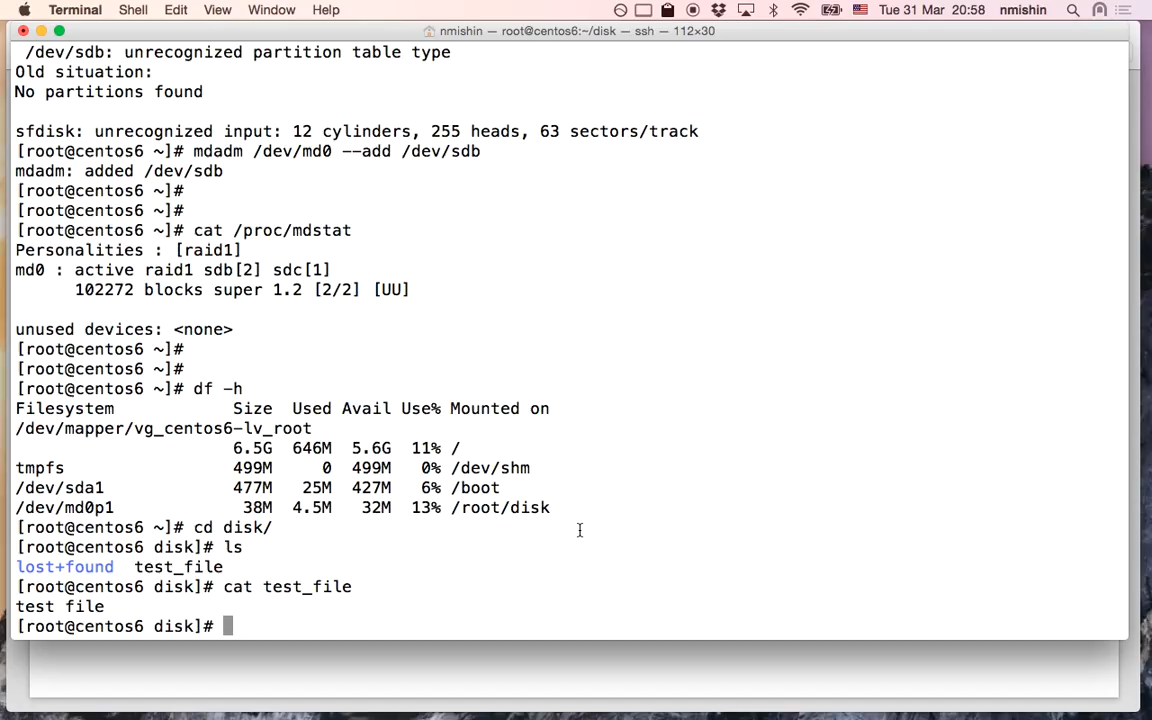 Terminal Shell Edit View Window Help Tue 31 Mar 20:58 nmishin
nmishin — root@centos6:~/disk — ssh — 112×30
/dev/sdb: unrecognized partition table type
Old situation:
No partitions found
sfdisk: unrecognized input: 12 cylinders, 255 heads, 63 sectors/track
[root@centos6 ~]# mdadm /dev/md0 --add /dev/sdb
mdadm: added /dev/sdb
[root@centos6 ~]#
[root@centos6 ~]#
[root@centos6 ~]# cat /proc/mdstat
Personalities : [raid1]
md0 : active raid1 sdb[2] sdc[1]
102272 blocks super 1.2 [2/2] [UU]
unused devices: <none>
[root@centos6 ~]#
[root@centos6 ~]#
[root@centos6 ~]# df -h
Filesystem Size Used Avail Use% Mounted on
/dev/mapper/vg_centos6-lv_root
6.5G 646M 5.6G 11% /
tmpfs 499M 0 499M 0% /dev/shm
/dev/sda1 477M 25M 427M 6% /boot
/dev/md0p1 38M 4.5M 32M 13% /root/disk
[root@centos6 ~]# cd disk/
[root@centos6 disk]# ls
lost+found test_file
[root@centos6 disk]# cat test_file
test file
[root@centos6 disk]#